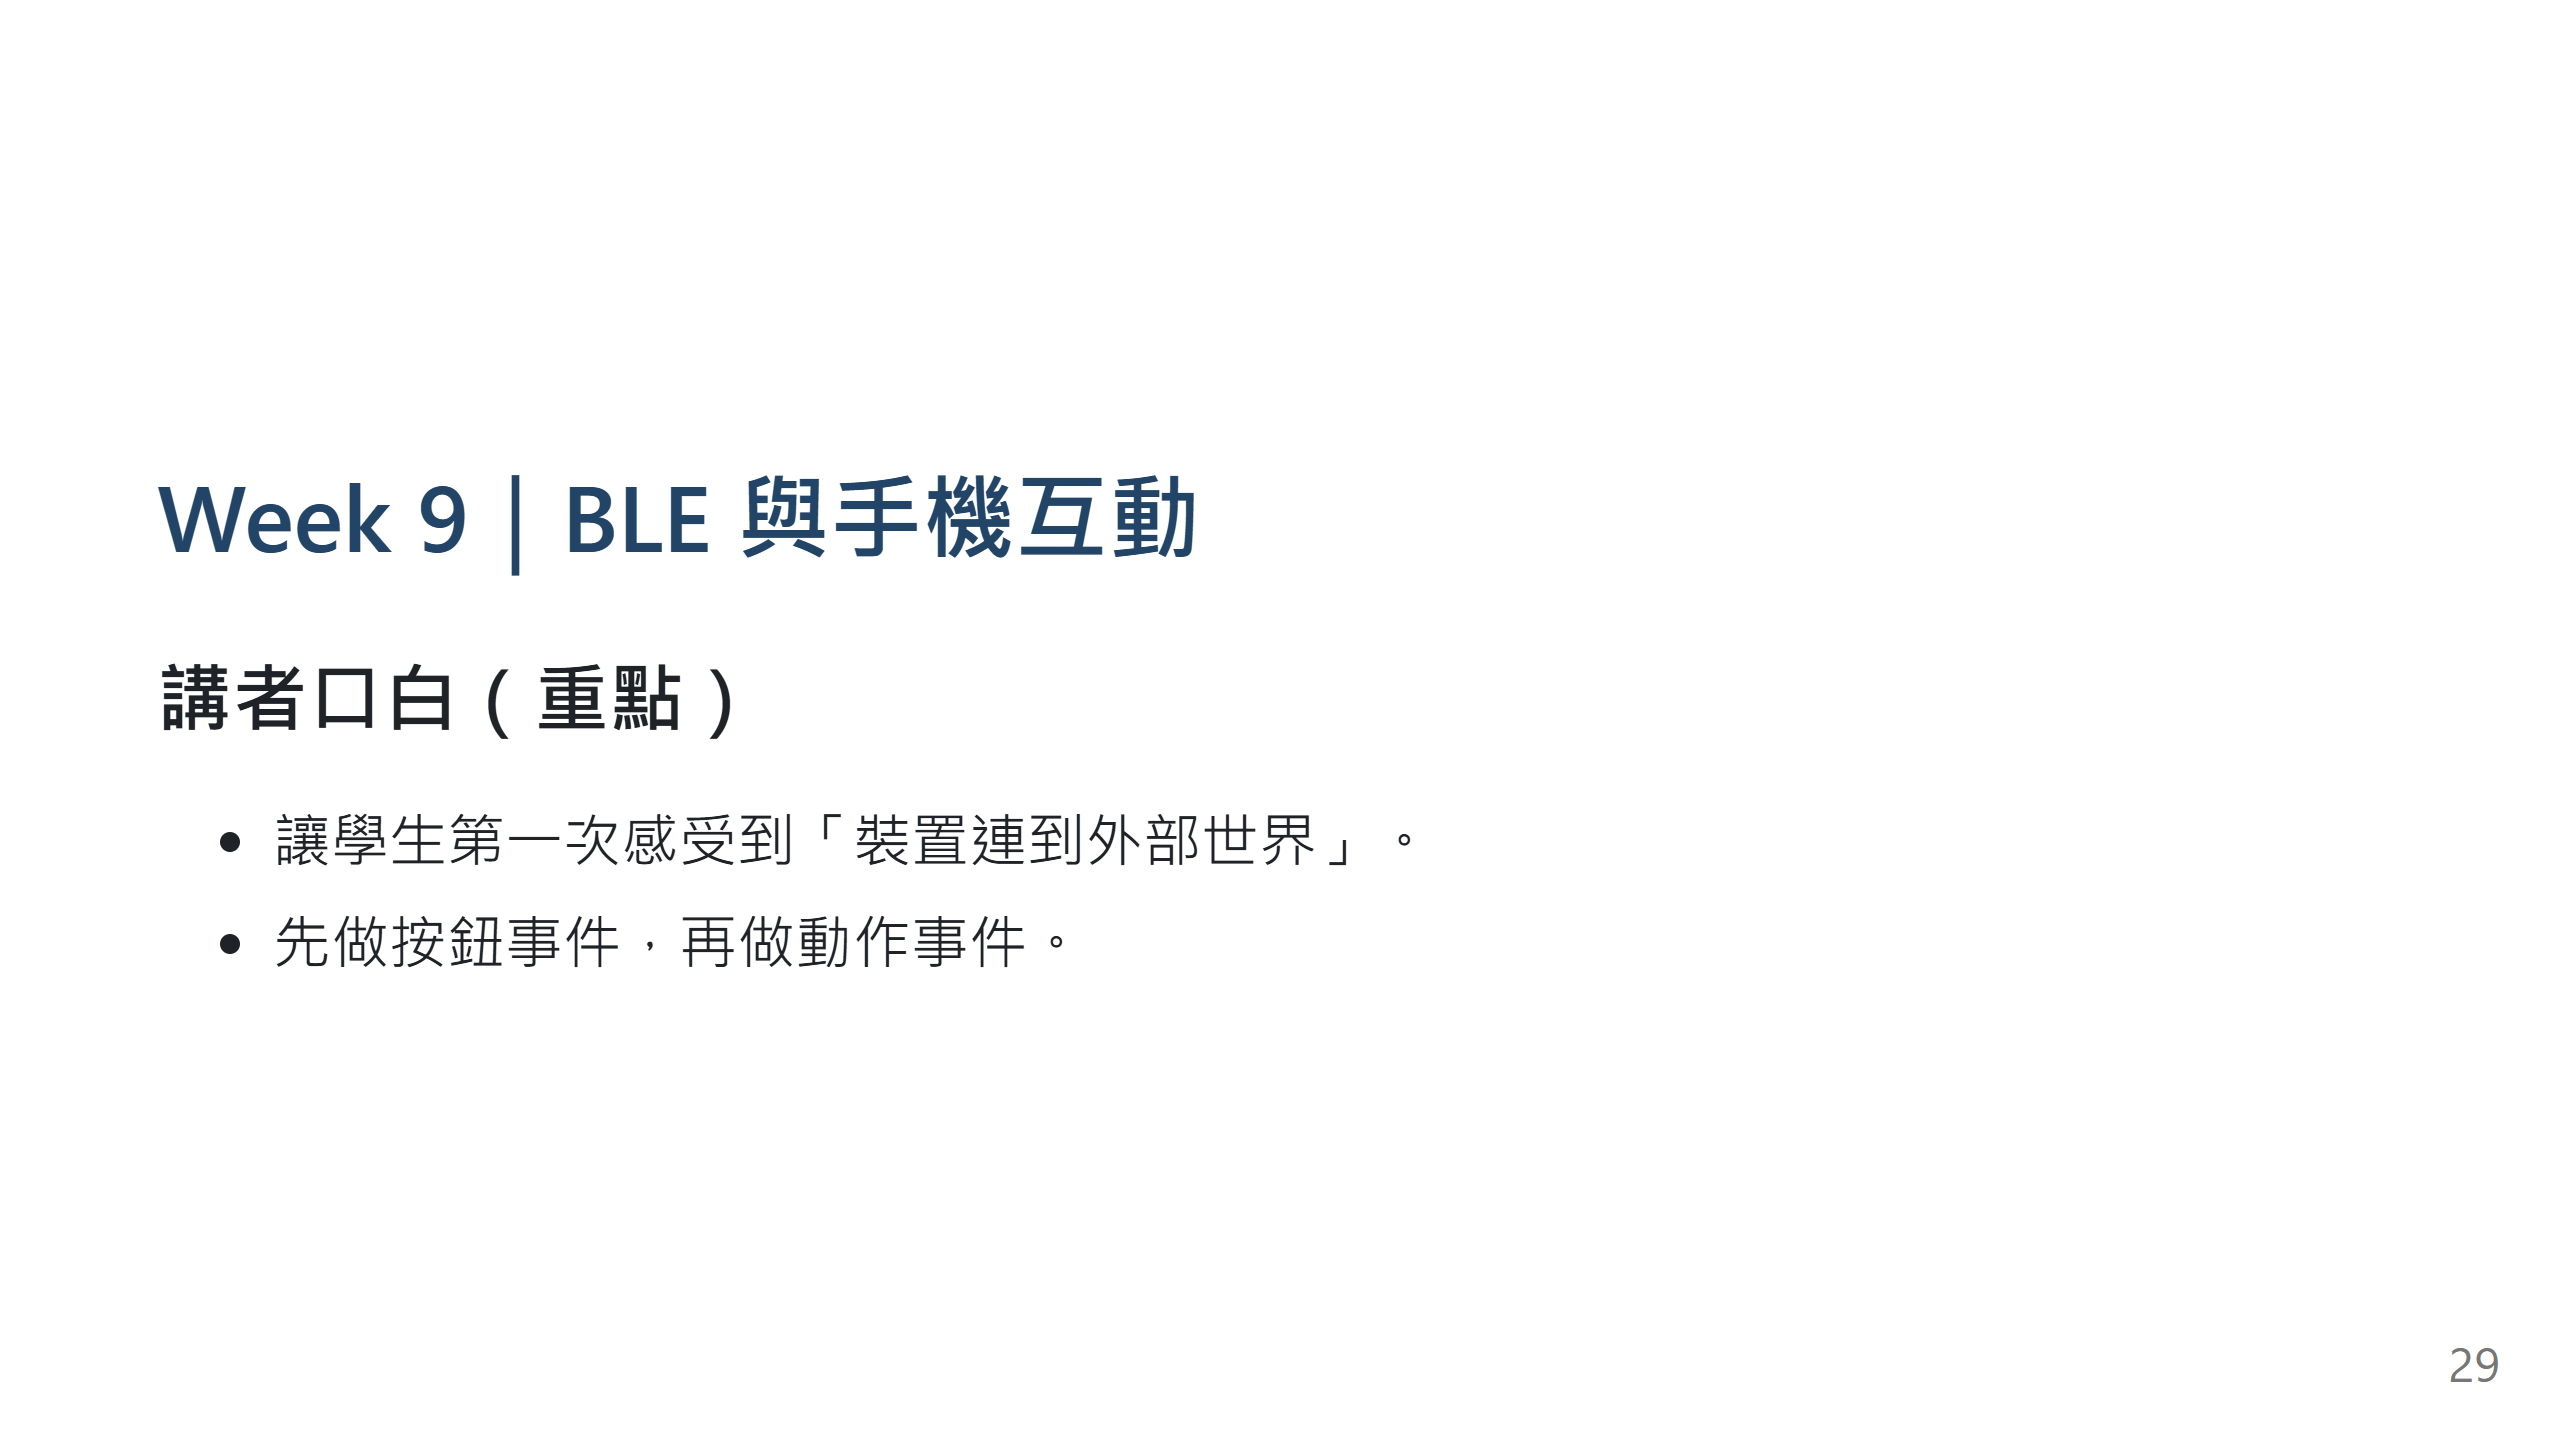 Week 9｜BLE 與手機互動
講者口白（重點）
• 讓學生第一次感受到「裝置連到外部世界」。
• 先做按鈕事件，再做動作事件。
29